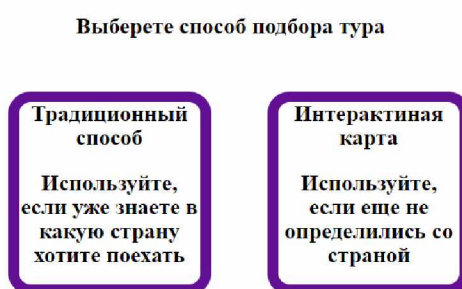 Выберете способ подбора тура
Традиционный
способ
Используйте,
если уже знаете в
какую страну
хотите поехать
Интерактиная
карта
Используйте,
если еще не
определились со
страной